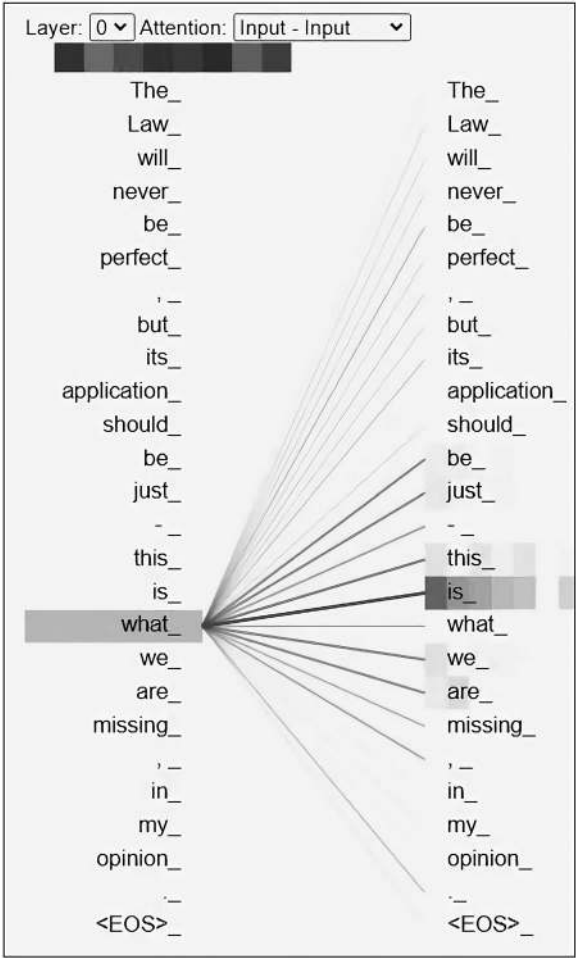 Layer: 0 Attention: Input - Input
The_ The_
Law_ Law_
will_ will_
never_ never_
be_ be_
perfect_ perfect_
,_ ,_
but_ but_
its_ its_
application_ application_
should_ should_
be_ be_
just_ just_
-_ -_
this_ this_
is_ is_
what_ what_
we_ we_
are_ are_
missing_ missing_
,_ ,_
in_ in_
my_ my_
opinion_ opinion_
._ ._
<EOS>_ <EOS>_